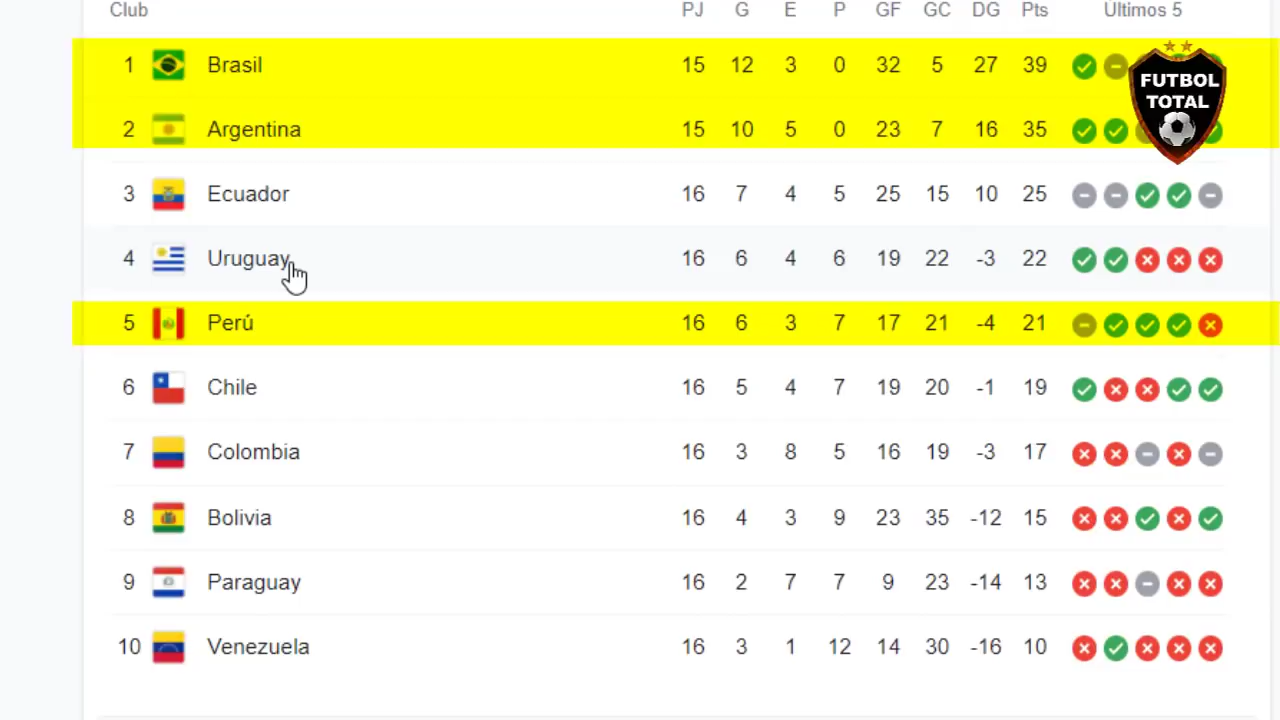 Club PJ G E P GF GC DG Pts Últimos 5
1 Brasil 15 12 3 0 32 5 27 39
FUTBOL
TOTAL
2 Argentina 15 10 5 0 23 7 16 35
3 Ecuador 16 7 4 5 25 15 10 25
4 Uruguay 16 6 4 6 19 22 -3 22
5 Perú 16 6 3 7 17 21 -4 21
6 Chile 16 5 4 7 19 20 -1 19
7 Colombia 16 3 8 5 16 19 -3 17
8 Bolivia 16 4 3 9 23 35 -12 15
9 Paraguay 16 2 7 7 9 23 -14 13
10 Venezuela 16 3 1 12 14 30 -16 10